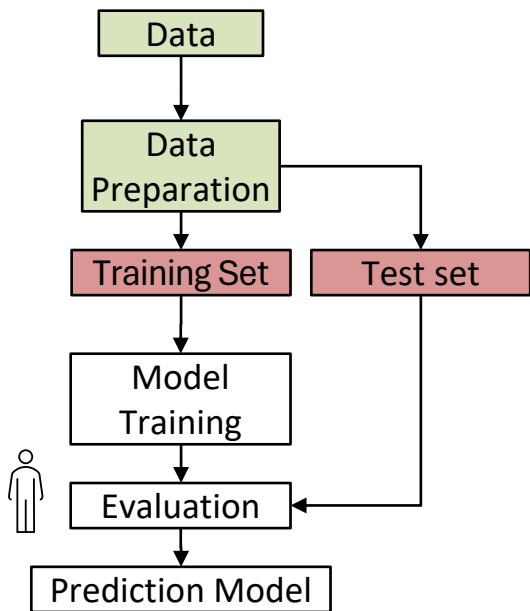 Data
Data
Preparation
Training Set
Test set
Model
Training
Evaluation
Prediction Model